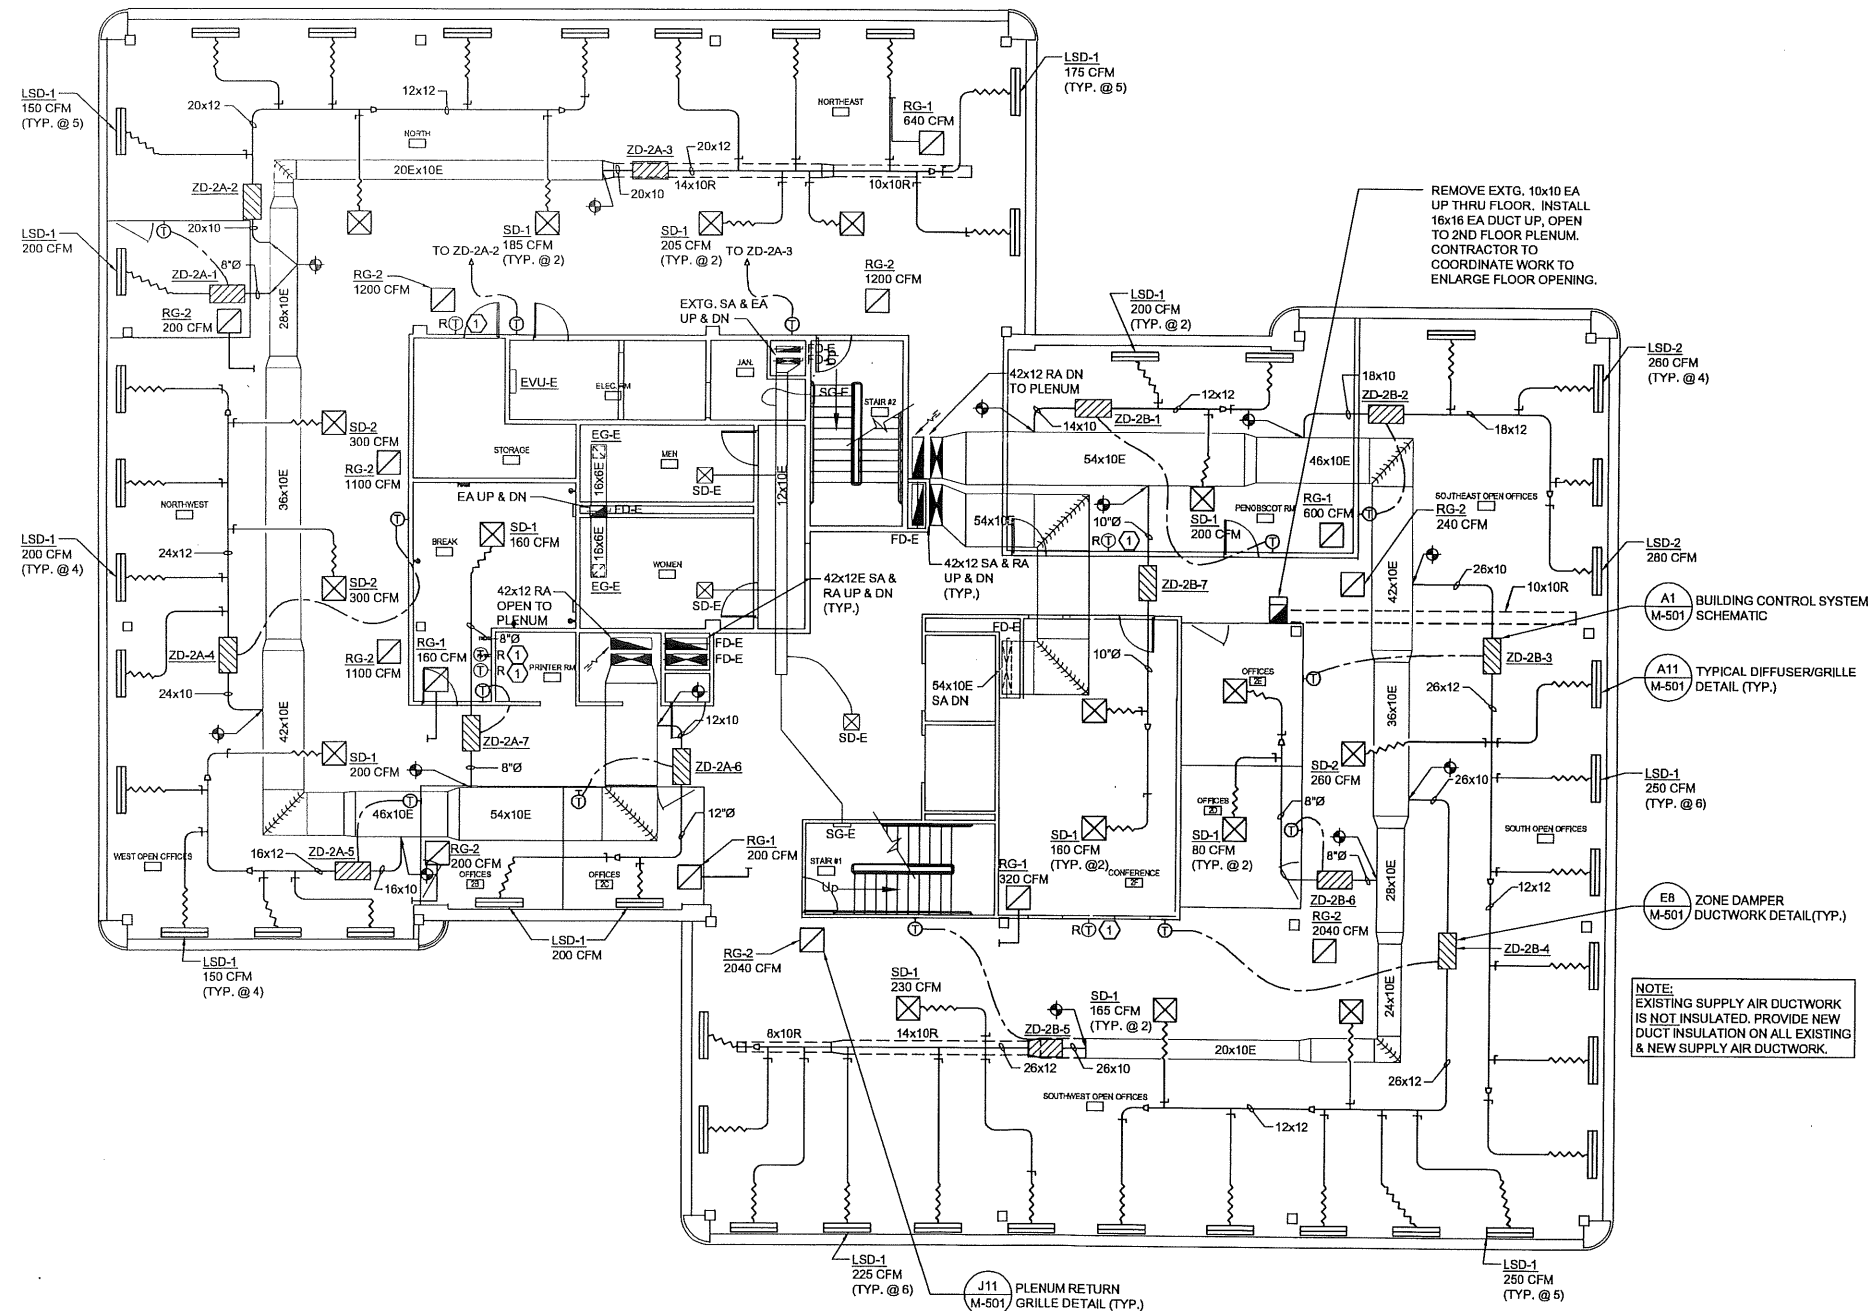 LSD-1
150 CFM
(TYP. @ 5)
20x12
12x12
NORTH
ZD-2A-3
20x12
NORTHEAST
RG-1
640 CFM
LSD-1
175 CFM
(TYP. @ 5)
20Ex10E
20x10
14x10R
10x10R
ZD-2A-2
20x10
LSD-1
200 CFM
T
ZD-2A-1
8"Ø
RG-2
200 CFM
28x10E
TO ZD-2A-2
SD-1
185 CFM
(TYP. @ 2)
SD-1
205 CFM
(TYP. @ 2)
TO ZD-2A-3
RG-2
1200 CFM
RG-2
1200 CFM
EXTG. SA & EA
UP & DN
R T 1
T
T
REMOVE EXTG. 10x10 EA
UP THRU FLOOR. INSTALL
16x16 EA DUCT UP, OPEN
TO 2ND FLOOR PLENUM.
CONTRACTOR TO
COORDINATE WORK TO
ENLARGE FLOOR OPENING.
LSD-1
200 CFM
(TYP. @ 2)
LSD-2
260 CFM
(TYP. @ 4)
EVU-E
ELEC. RM
JAN.
FD-E
SG-E
STAIR #2
42x12 RA DN
TO PLENUM
14x10
ZD-2B-1
12x12
18x10
ZD-2B-2
18x12
36x10E
SD-2
300 CFM
RG-2
1100 CFM
STORAGE
EG-E
16x6E
MEN
SD-E
12x10E
EA UP & DN
FD-E
54x10E
46x10E
NORTHWEST
SD-1
160 CFM
BREAK
16x6E
EG-E
WOMEN
SD-E
FD-E
10"Ø
R T 1
SD-1
200 CFM
PENOBSCOT RM
RG-1
600 CFM
T
T
SOUTHEAST OPEN OFFICES
RG-2
240 CFM
LSD-2
280 CFM
LSD-1
200 CFM
(TYP. @ 4)
24x12
SD-2
300 CFM
42x12 RA
OPEN TO
PLENUM
42x12E SA &
RA UP & DN
(TYP.)
42x12 SA & RA
UP & DN
(TYP.)
ZD-2B-7
42x10E
26x10
10x10R
A1
M-501
BUILDING CONTROL SYSTEM
SCHEMATIC
ZD-2A-4
24x10
RG-2
1100 CFM
RG-1
160 CFM
8"Ø
R 1
T
R 1
T
PRINTER RM
FD-E
FD-E
FD-E
54x10E
SA DN
10"Ø
OFFICES
2E
T
ZD-2B-3
A11
M-501
TYPICAL DIFFUSER/GRILLE
DETAIL (TYP.)
42x10E
12x10
SD-E
26x12
36x10E
SD-1
200 CFM
ZD-2A-7
8"Ø
ZD-2A-6
SD-2
260 CFM
26x10
LSD-1
250 CFM
(TYP. @ 6)
46x10E
T
54x10E
T
12"Ø
OFFICES
2D
8"Ø
T
SG-E
SD-1
160 CFM
(TYP. @2)
SD-1
80 CFM
(TYP. @ 2)
8"Ø
SOUTH OPEN OFFICES
WEST OPEN OFFICES
16x12
ZD-2A-5
16x10
RG-2
200 CFM
OFFICES
2B
OFFICES
2C
RG-1
200 CFM
STAIR #1
UP
RG-1
320 CFM
CONFERENCE
2F
ZD-2B-6
28x10E
12x12
E8
M-501
ZONE DAMPER
DUCTWORK DETAIL(TYP.)
LSD-1
150 CFM
(TYP. @ 4)
LSD-1
200 CFM
RG-2
2040 CFM
T
R T 1
T
RG-2
2040 CFM
ZD-2B-4
SD-1
230 CFM
SD-1
165 CFM
(TYP. @ 2)
24x10E
NOTE:
EXISTING SUPPLY AIR DUCTWORK
IS NOT INSULATED. PROVIDE NEW
DUCT INSULATION ON ALL EXISTING
& NEW SUPPLY AIR DUCTWORK.
8x10R
14x10R
ZD-2B-5
26x12
26x10
20x10E
26x12
SOUTHWEST OPEN OFFICES
12x12
LSD-1
225 CFM
(TYP. @ 6)
J11
M-501
PLENUM RETURN
GRILLE DETAIL (TYP.)
LSD-1
250 CFM
(TYP. @ 5)